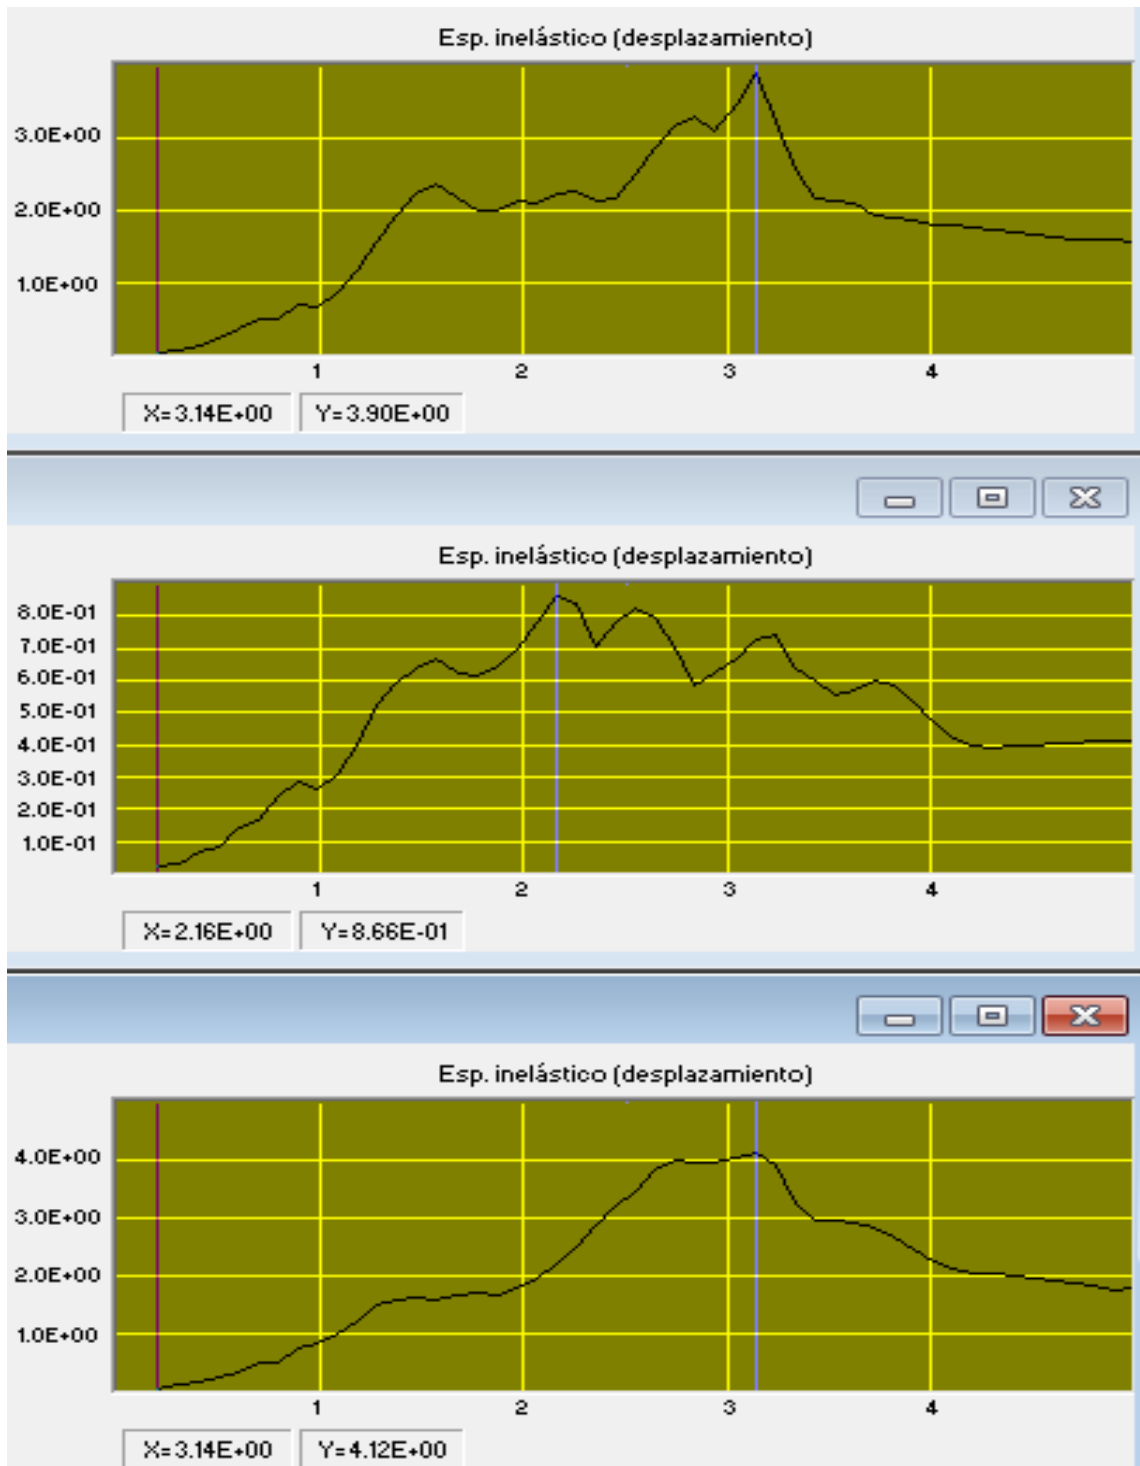 Esp. inelástico (desplazamiento)
3.0E+00
2.0E+00
1.0E+00
1 2 3 4
X=3.14E+00 Y=3.90E+00
Esp. inelástico (desplazamiento)
8.0E-01
7.0E-01
6.0E-01
5.0E-01
4.0E-01
3.0E-01
2.0E-01
1.0E-01
1 2 3 4
X=2.16E+00 Y=8.66E-01
Esp. inelástico (desplazamiento)
4.0E+00
3.0E+00
2.0E+00
1.0E+00
1 2 3 4
X=3.14E+00 Y=4.12E+00